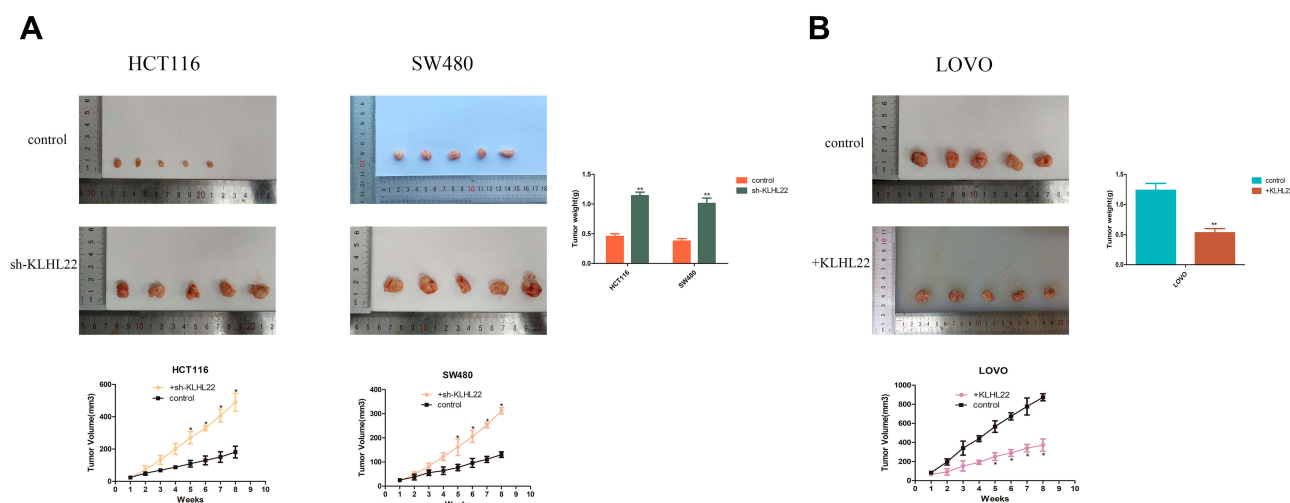 A
B
HCT116
SW480
LOVO
control
sh-KLHL22
control
+KLHL22
Tumor weight(g)
1.5
1.0
0.5
0.0
**
**
control
sh-KLHL22
HCT116
SW480
Tumor weight(g)
1.5
1.0
0.5
0.0
**
control
+KLHL22
LOVO
HCT116
Tumor Volume(mm3)
600
400
200
0
+sh-KLHL22
control
* * * *
0 1 2 3 4 5 6 7 8 9 10
Weeks
SW480
Tumor Volume(mm3)
400
300
200
100
0
+sh-KLHL22
control
* * * *
0 1 2 3 4 5 6 7 8 9 10
Weeks
LOVO
Tumor Volume(mm3)
1000
800
600
400
200
0
+KLHL22
control
* * * *
0 1 2 3 4 5 6 7 8 9 10
Weeks